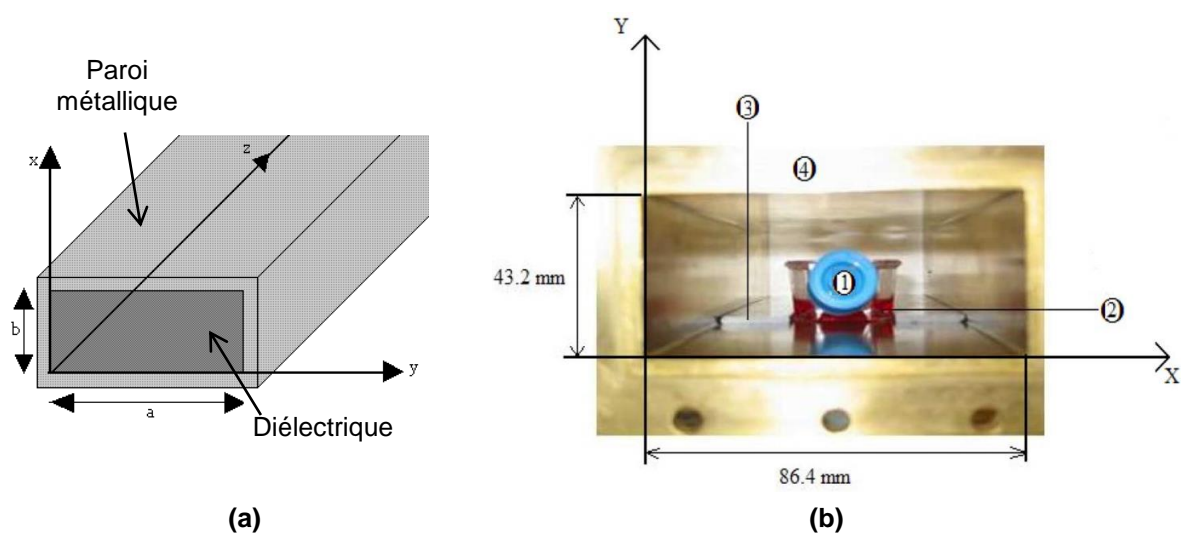 Paroi
métallique
x
z
b
y
a
Diélectrique
(a)
Y
③
④
43.2 mm
①
②
X
86.4 mm
(b)